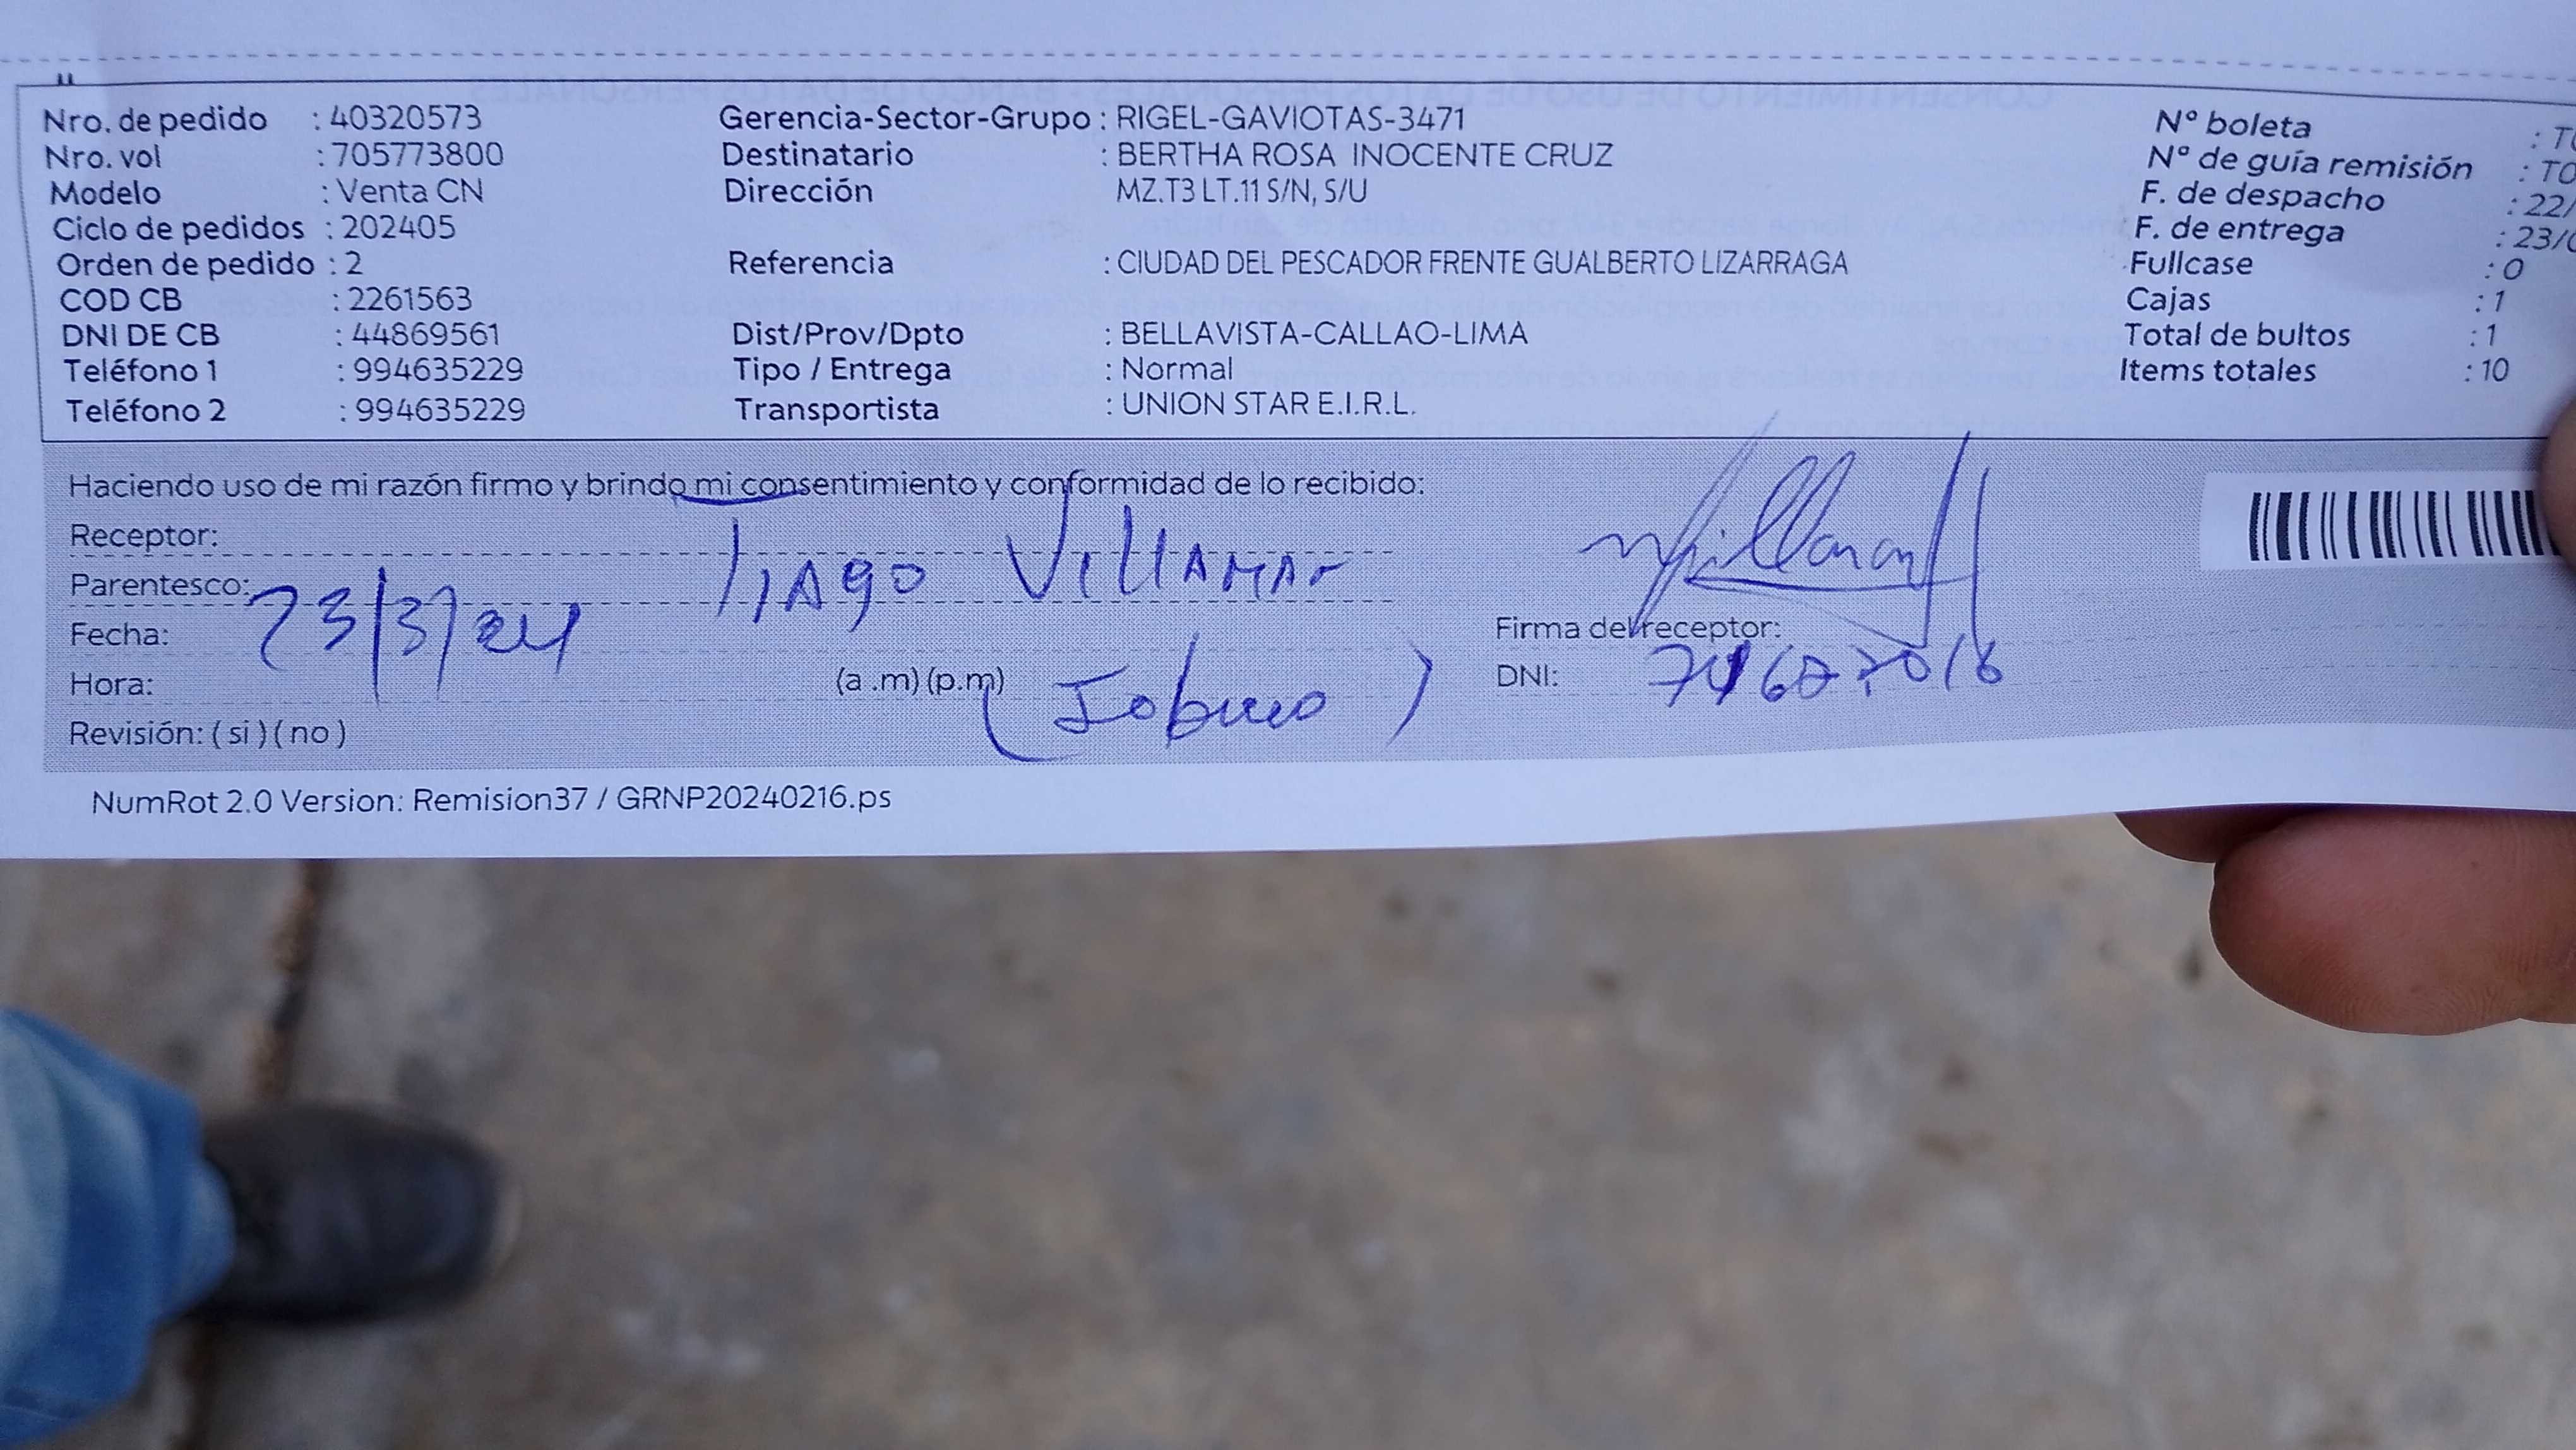 Nro. de pedido : 40320573
Nro. vol : 705773800
Modelo : Venta CN
Ciclo de pedidos : 202405
Orden de pedido : 2
COD CB : 2261563
DNI DE CB : 44869561
Teléfono 1 : 994635229
Teléfono 2 : 994635229
Gerencia-Sector-Grupo : RIGEL-GAVIOTAS-3471
Destinatario : BERTHA ROSA INOCENTE CRUZ
Dirección MZ.T3 LT.11 S/N, S/U
Referencia : CIUDAD DEL PESCADOR FRENTE GUALBERTO LIZARRAGA
Dist/Prov/Dpto : BELLAVISTA-CALLAO-LIMA
Tipo / Entrega : Normal
Transportista : UNION STAR E.I.R.L.
N° boleta :
N° de guía remisión : TO
F. de despacho : 22/
F. de entrega : 23/
Fullcase : 0
Cajas : 1
Total de bultos : 1
Items totales : 10
Haciendo uso de mi razón firmo y brindo mi consentimiento y conformidad de lo recibido:
Receptor: TIAGO VILLAMAR
Parentesco:
Fecha: 23/3/24
Hora: (a .m) (p.m)
Revisión: ( si ) ( no )
Firma del receptor:
DNI:
NumRot 2.0 Version: Remision37 / GRNP20240216.ps